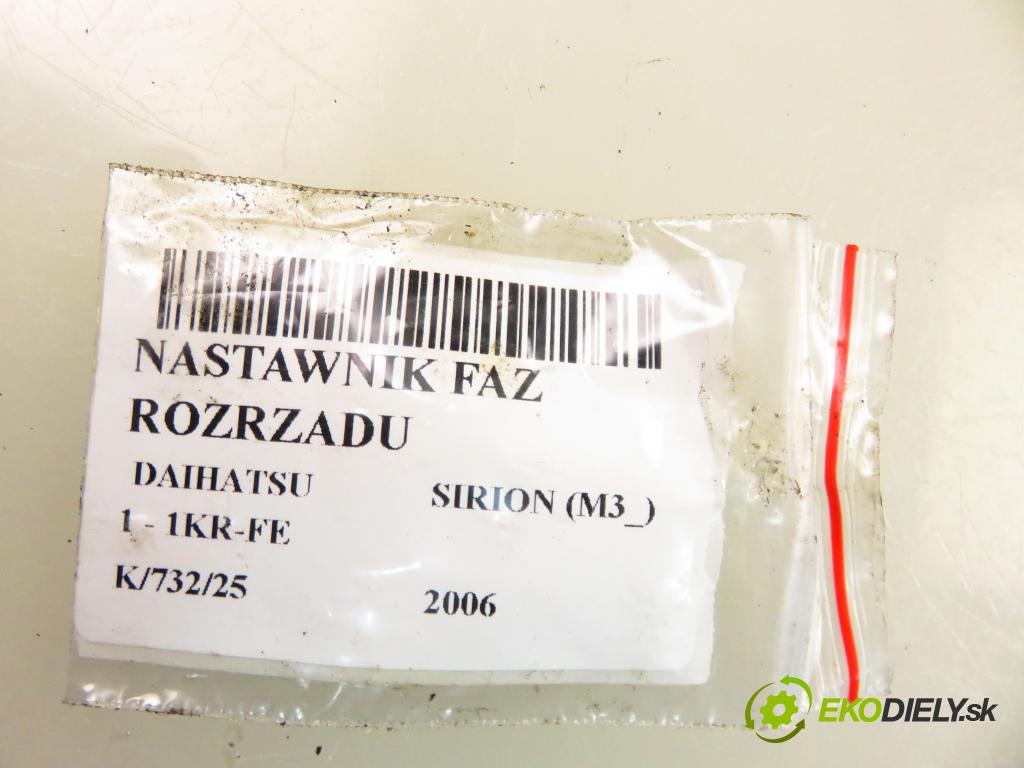 NASTAWNIK FAZ
ROZRZADU
DAIHATSU SIRION (M3_)
1 - 1KR-FE
K/732/25 2006
EKODIELY.sk